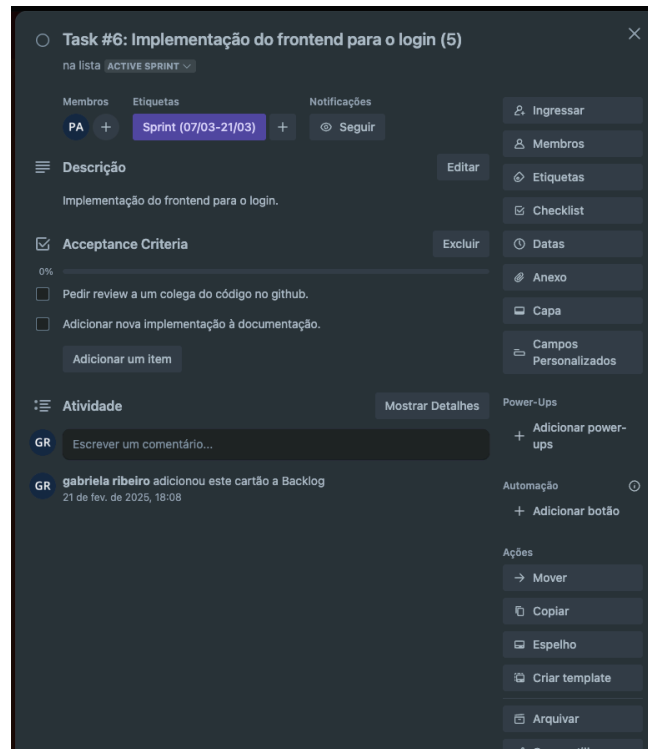 Task #6: Implementação do frontend para o login (5)
na lista ACTIVE SPRINT
Membros
Etiquetas
Notificações
PA
Sprint (07/03-21/03)
+
Seguir
Descrição
Editar
Implementação do frontend para o login.
Acceptance Criteria
Excluir
0%
Pedir review a um colega do código no github.
Adicionar nova implementação à documentação.
Adicionar um item
Atividade
Mostrar Detalhes
GR
Escrever um comentário...
GR
gabriela ribeiro adicionou este cartão a Backlog
21 de fev. de 2025, 18:08
Ingressar
Membros
Etiquetas
Checklist
Datas
Anexo
Capa
Campos
Personalizados
Power-Ups
+ Adicionar power-
ups
Automação
+ Adicionar botão
Ações
Mover
Copiar
Espelho
Criar template
Arquivar